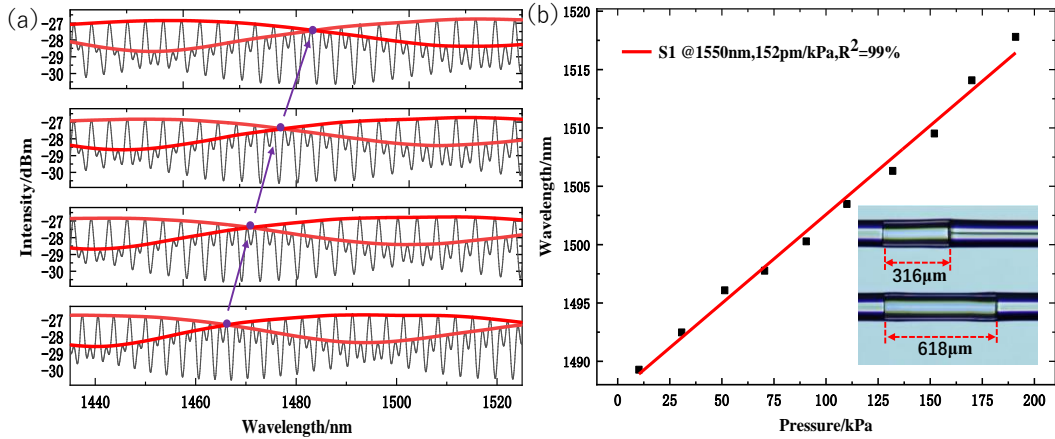 (a)
-27
-28
-29
-30
-27
-28
-29
-30
-27
-28
-29
-30
-27
-28
-29
-30
Intensity/dBm
1440 1460 1480 1500 1520
Wavelength/nm
(b)
1520
1515
1510
1505
1500
1495
1490
Wavelength/nm
S1 @1550nm,152pm/kPa,R²=99%
316μm
618μm
0 25 50 75 100 125 150 175 200
Pressure/kPa